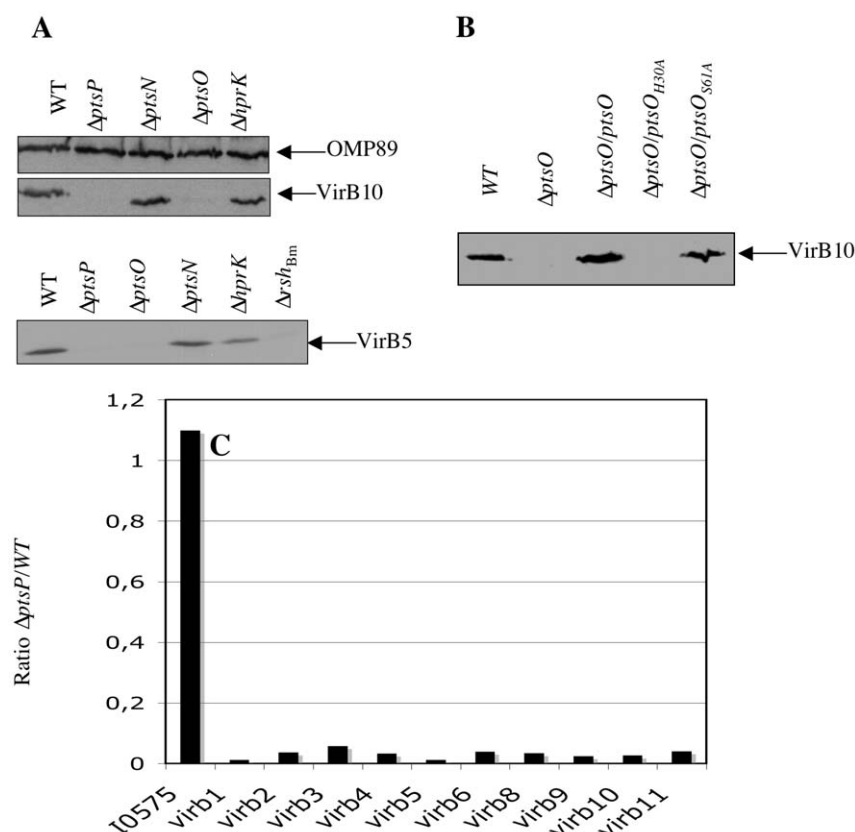 A
WT
ΔptsP
ΔptsN
ΔptsO
ΔhprK
OMP89
VirB10
WT
ΔptsP
ΔptsO
ΔptsN
ΔhprK
ΔrshBm
VirB5
B
WT
ΔptsO
ΔptsO/ptsO
ΔptsO/ptsOH30A
ΔptsO/ptsOS61A
VirB10
C
Ratio ΔptsP/WT
1,2
1
0,8
0,6
0,4
0,2
0
I0575
virb1
virb2
virb3
virb4
virb5
virb6
virb8
virb9
virb10
virb11